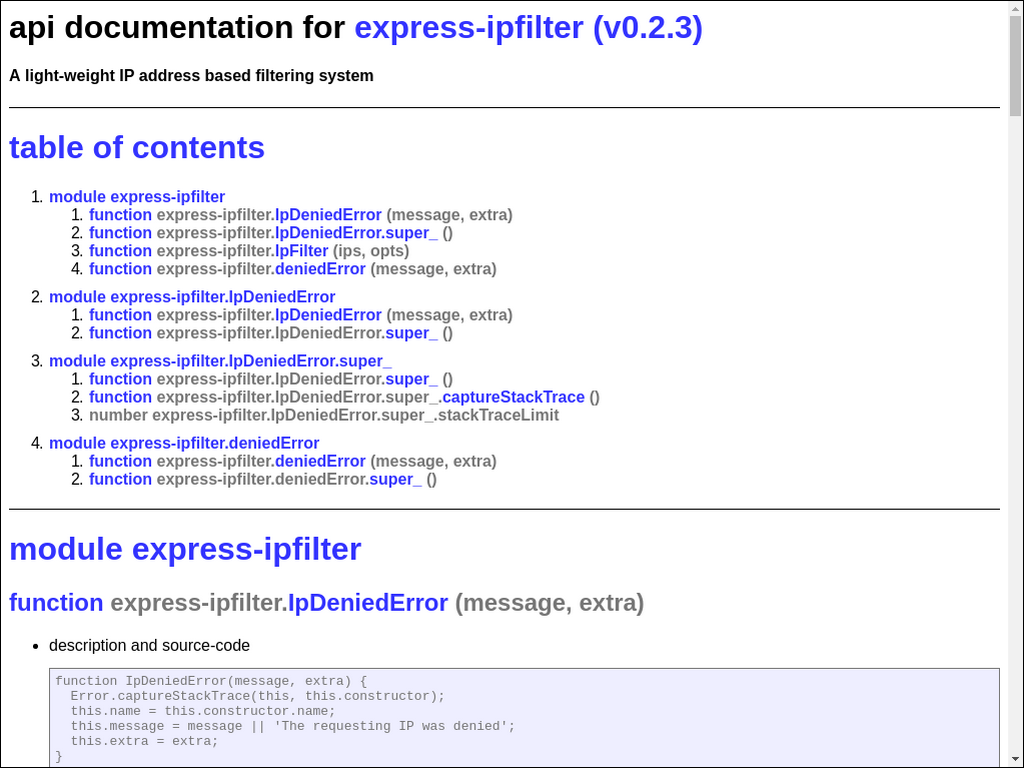 api documentation for express-ipfilter (v0.2.3)
A light-weight IP address based filtering system
table of contents
1. module express-ipfilter
1. function express-ipfilter.IpDeniedError (message, extra)
2. function express-ipfilter.IpDeniedError.super_ ()
3. function express-ipfilter.IpFilter (ips, opts)
4. function express-ipfilter.deniedError (message, extra)
2. module express-ipfilter.IpDeniedError
1. function express-ipfilter.IpDeniedError (message, extra)
2. function express-ipfilter.IpDeniedError.super_ ()
3. module express-ipfilter.IpDeniedError.super_
1. function express-ipfilter.IpDeniedError.super_ ()
2. function express-ipfilter.IpDeniedError.super_.captureStackTrace ()
3. number express-ipfilter.IpDeniedError.super_.stackTraceLimit
4. module express-ipfilter.deniedError
1. function express-ipfilter.deniedError (message, extra)
2. function express-ipfilter.deniedError.super_ ()
module express-ipfilter
function express-ipfilter.IpDeniedError (message, extra)
• description and source-code
function IpDeniedError(message, extra) {
  Error.captureStackTrace(this, this.constructor);
  this.name = this.constructor.name;
  this.message = message || 'The requesting IP was denied';
  this.extra = extra;
}